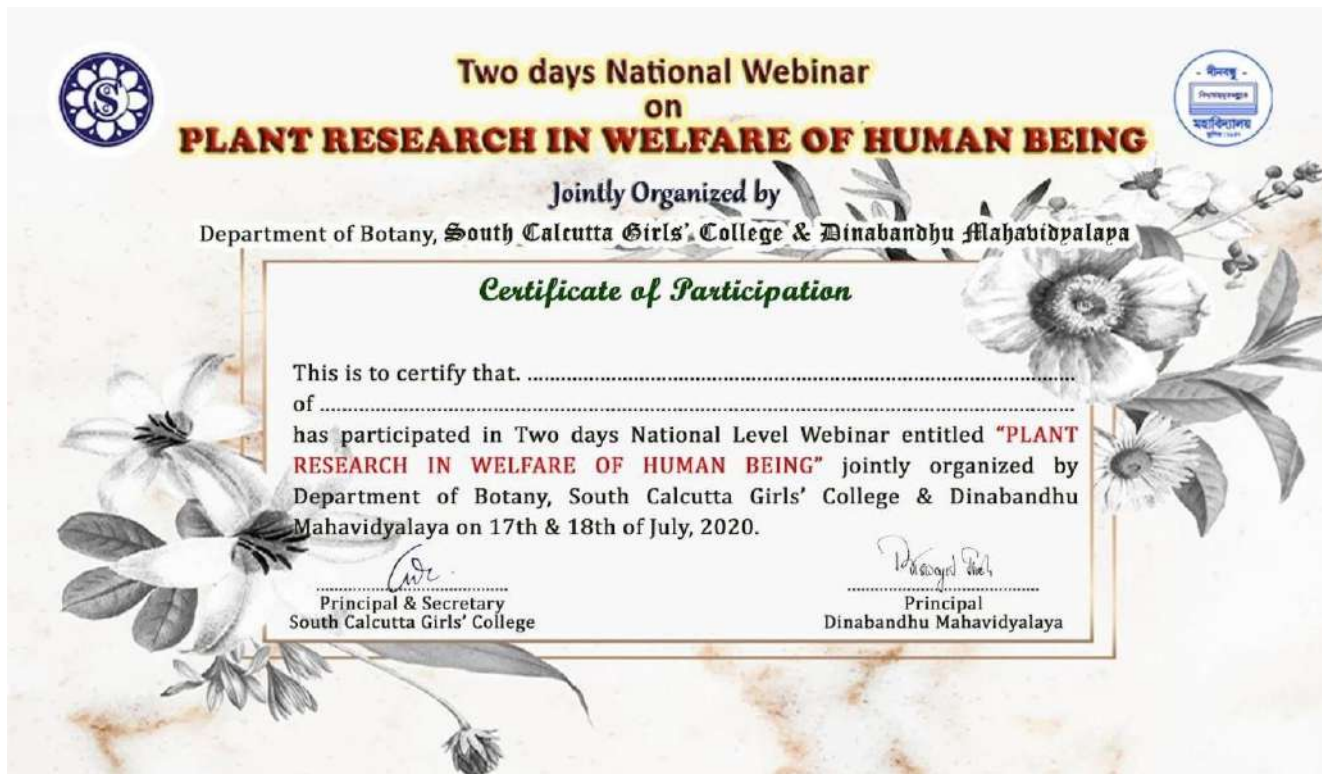 Two days National Webinar
on
PLANT RESEARCH IN WELFARE OF HUMAN BEING
Jointly Organized by
Department of Botany, South Calcutta Girls' College & Dinabandhu Mahavidyalaya
Certificate of Participation
This is to certify that. ..........................................................................................
of ..........................................................................................
has participated in Two days National Level Webinar entitled “PLANT
RESEARCH IN WELFARE OF HUMAN BEING” jointly organized by
Department of Botany, South Calcutta Girls’ College & Dinabandhu
Mahavidyalaya on 17th & 18th of July, 2020.
Principal & Secretary
South Calcutta Girls’ College
Principal
Dinabandhu Mahavidyalaya
S
- দীনবন্ধু -
মহাবিদ্যালয়